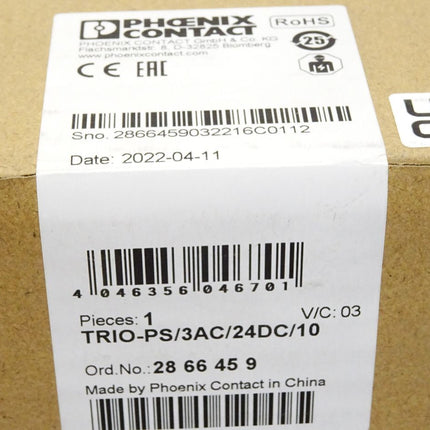 PHŒNIX
CONTACT
RoHS
PHOENIX CONTACT GmbH & Co. KG
Flachsmarktstr. 8, D-32825 Blomberg
www.phoenixcontact.com
25
CE EAC
Sno. 2866459032216C0112
Date: 2022-04-11
4 046356 046701
Pieces: 1 V/C: 03
TRIO-PS/3AC/24DC/10
Ord.No.: 28 66 45 9
Made by Phoenix Contact in China